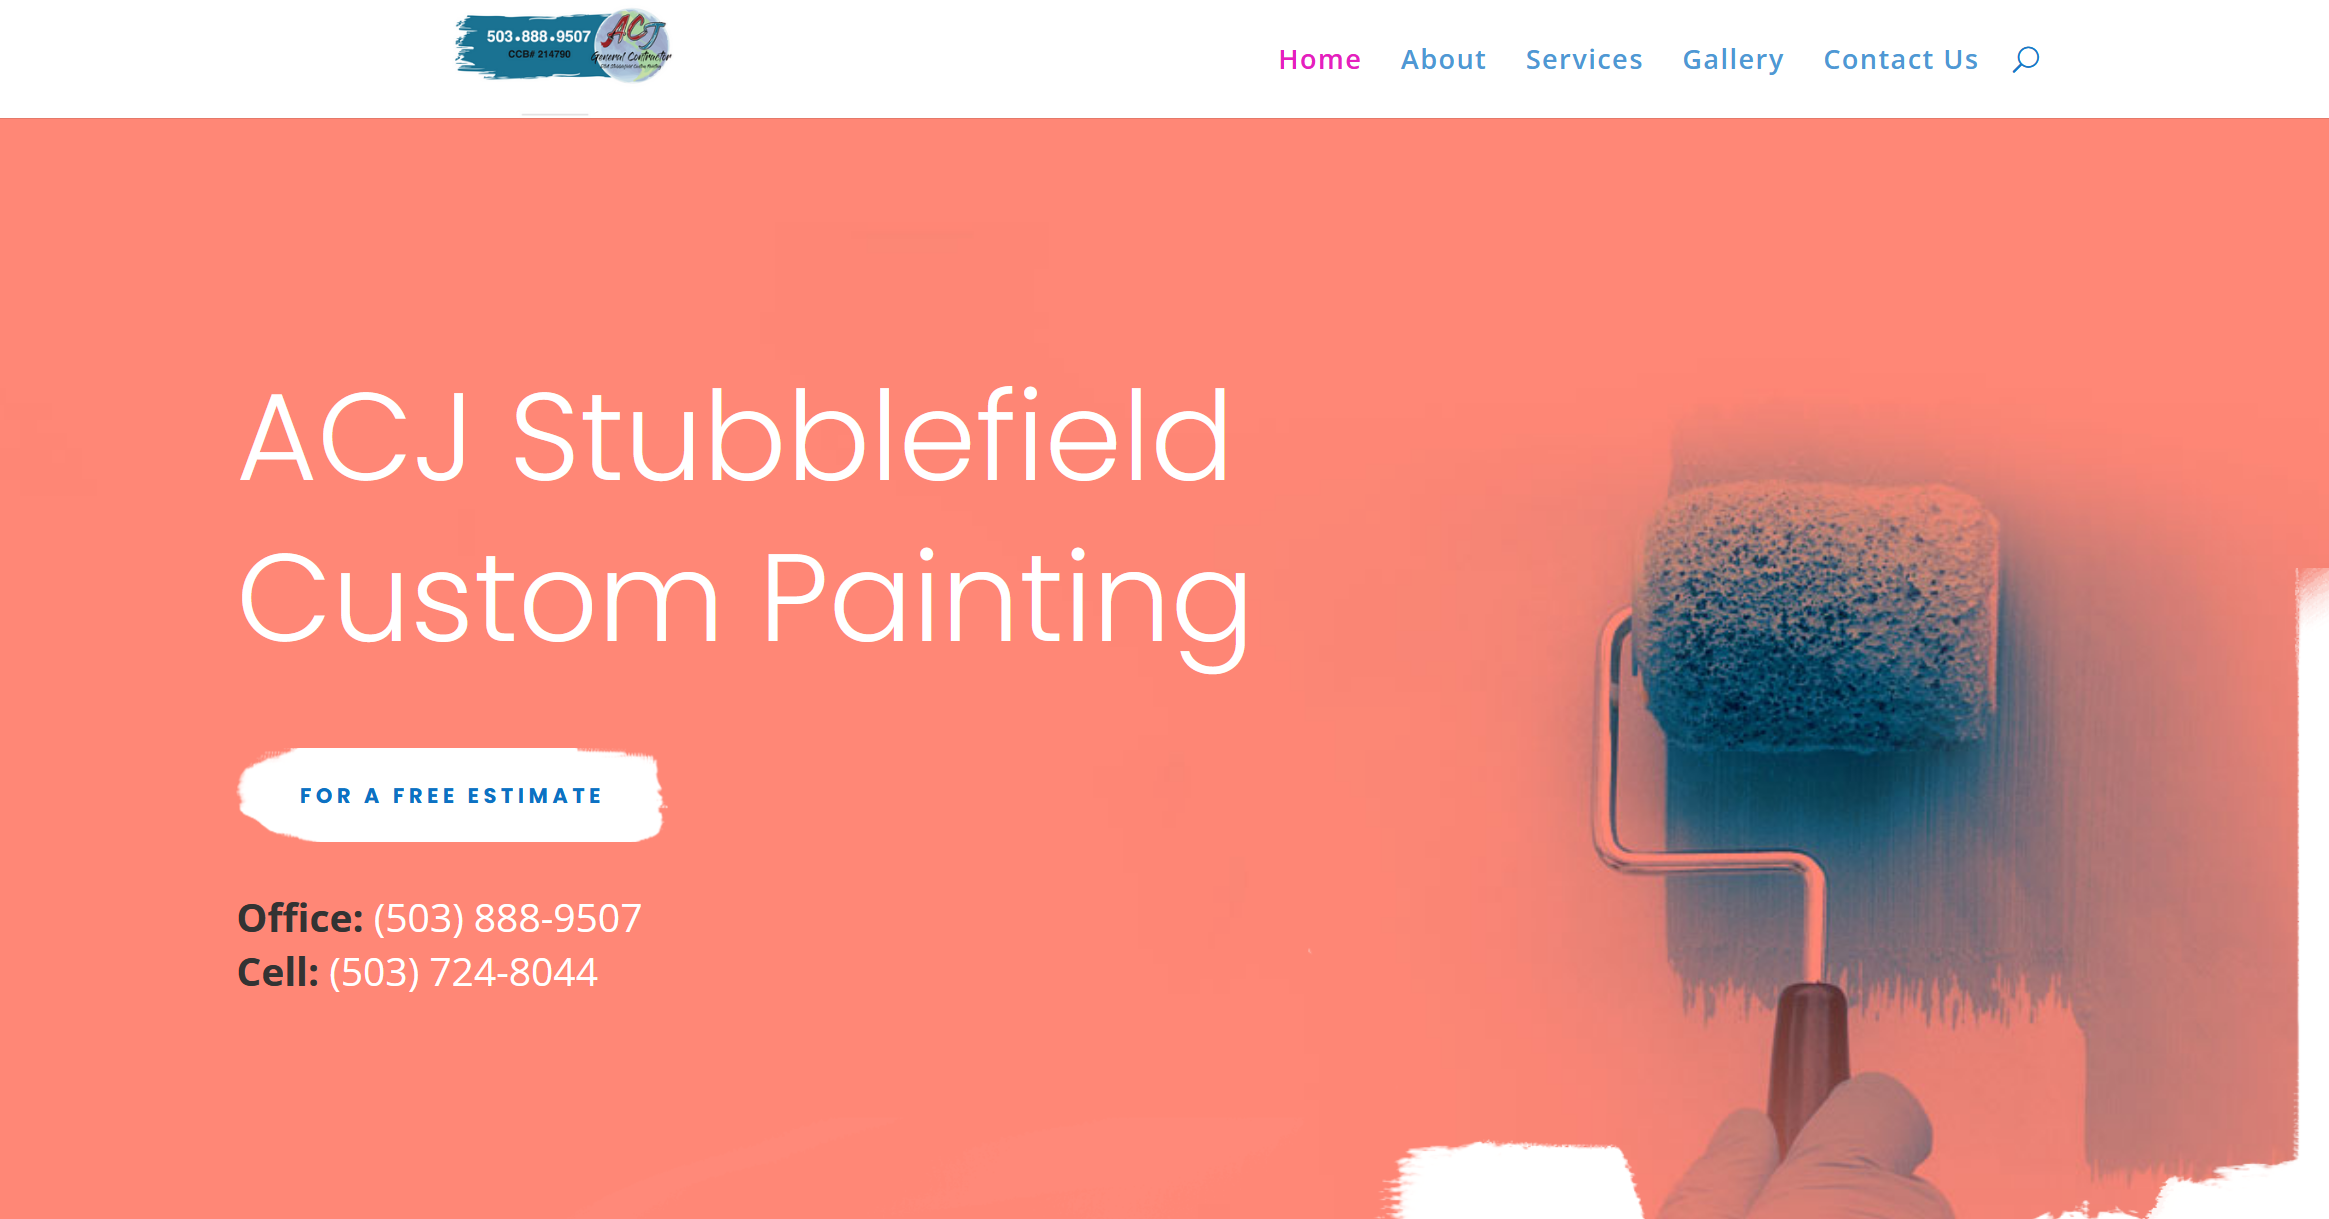 503•888•9507
CCB# 214790
ACJ
General Contractor
Home About Services Gallery Contact Us
ACJ Stubblefield
Custom Painting
FOR A FREE ESTIMATE
Office: (503) 888-9507
Cell: (503) 724-8044